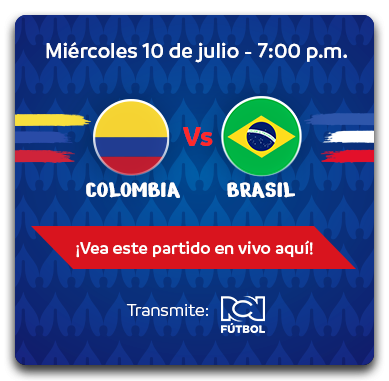 Miércoles 10 de julio - 7:00 p.m.
Vs
COLOMBIA
BRASIL
¡Vea este partido en vivo aquí!
Transmite: RCN
FÚTBOL